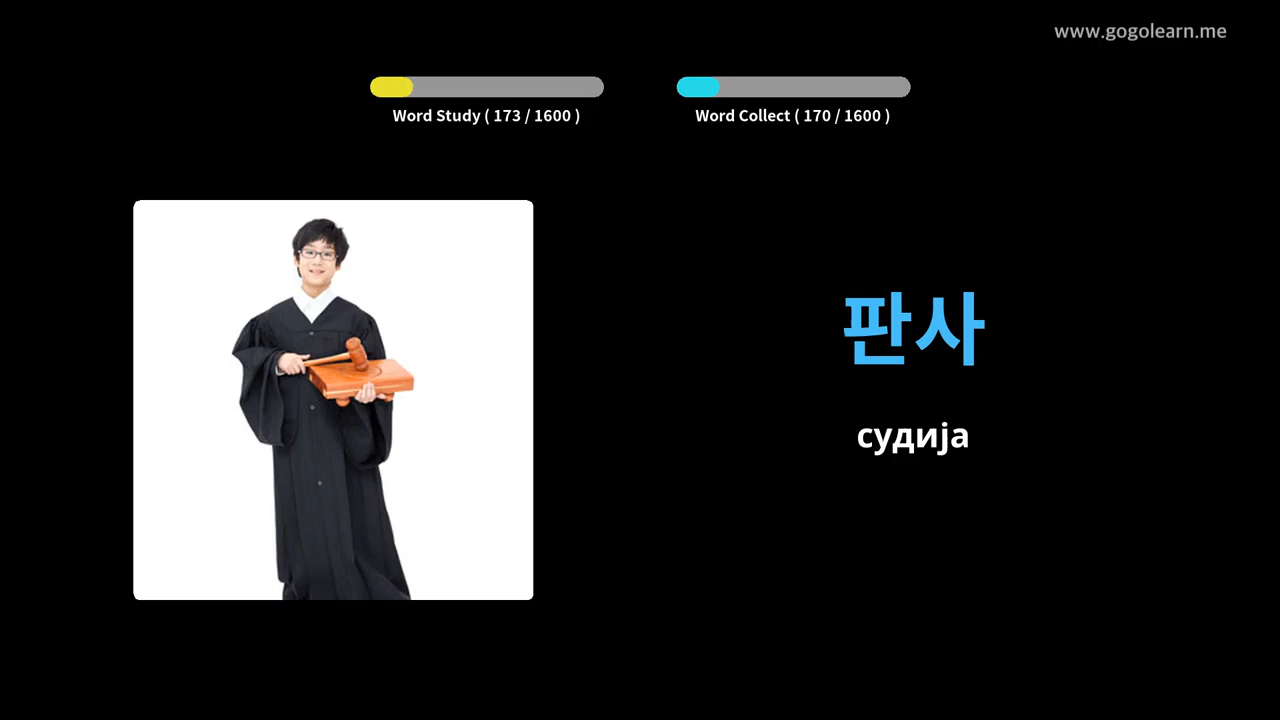 www.gogolearn.me
Word Study ( 173 / 1600 )
Word Collect ( 170 / 1600 )
판사
судија